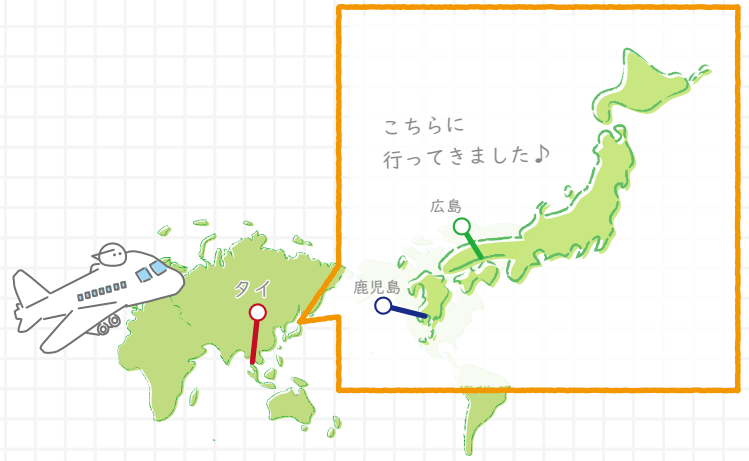 こちらに
行ってきました♪
広島
鹿児島
タイ